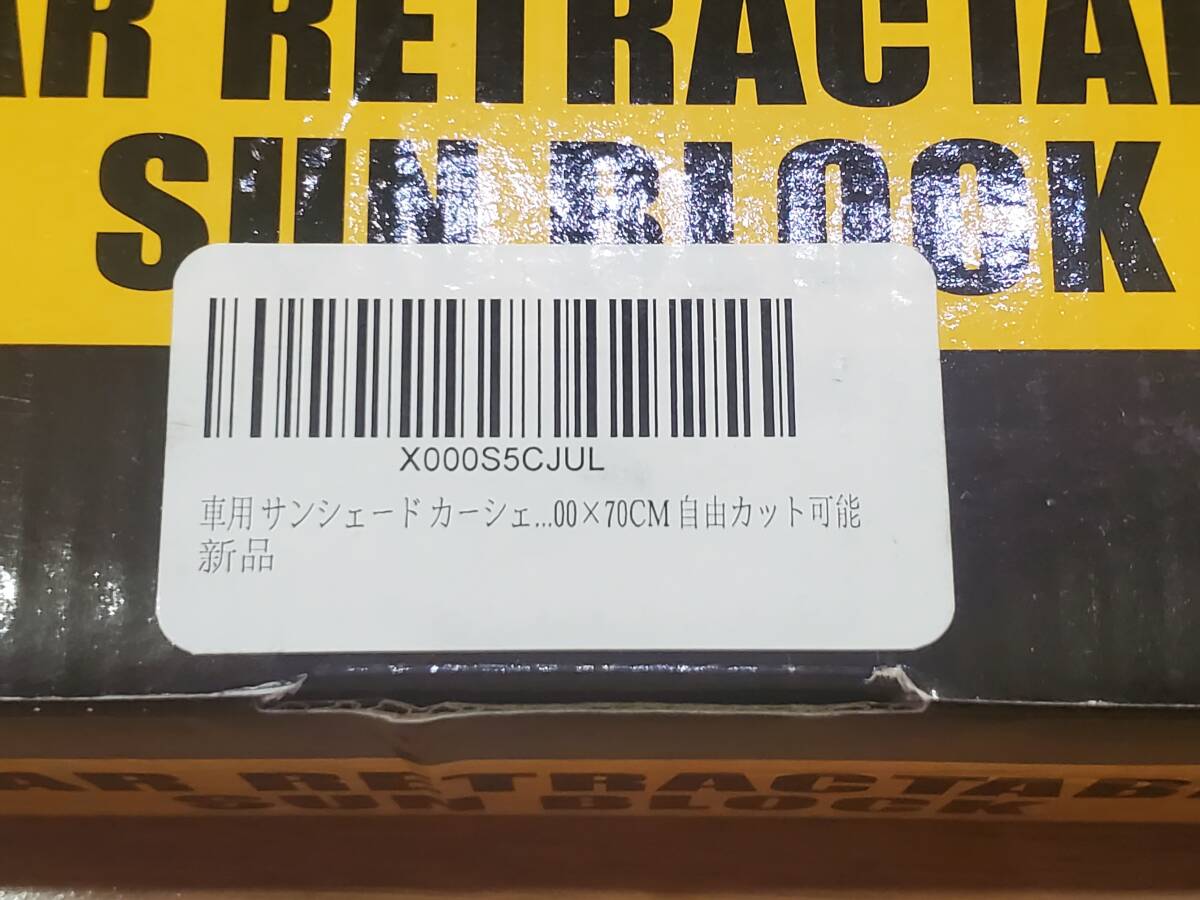 AR RETRACTAB
SUN BLOCK
X000S5CJUL
車用 サンシェード カーシェ...00×70CM 自由カット可能
新品
AR RETRACTAB
SUN BLOCK